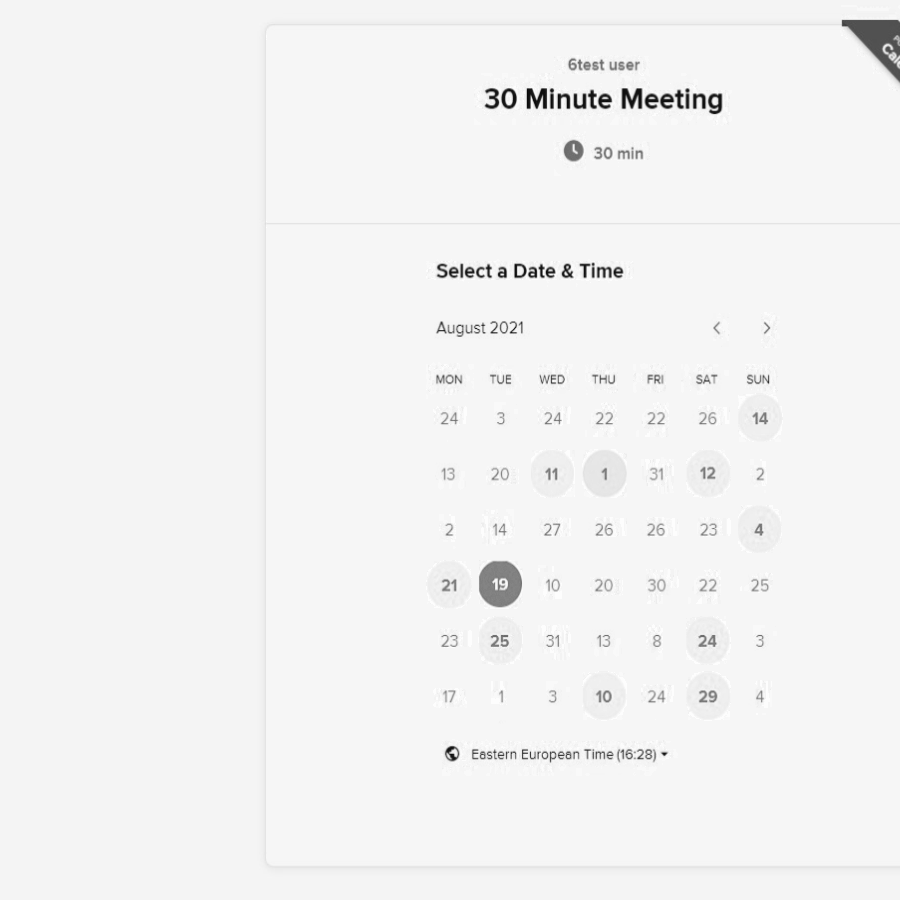 6test user
30 Minute Meeting
30 min
Select a Date & Time
August 2021
MON TUE WED THU FRI SAT SUN
24 3 24 22 22 26 14
13 20 11 1 31 12 2
2 14 27 26 26 23 4
21 19 10 20 30 22 25
23 25 31 13 8 24 3
17 1 3 10 24 29 4
Eastern European Time (16:28)